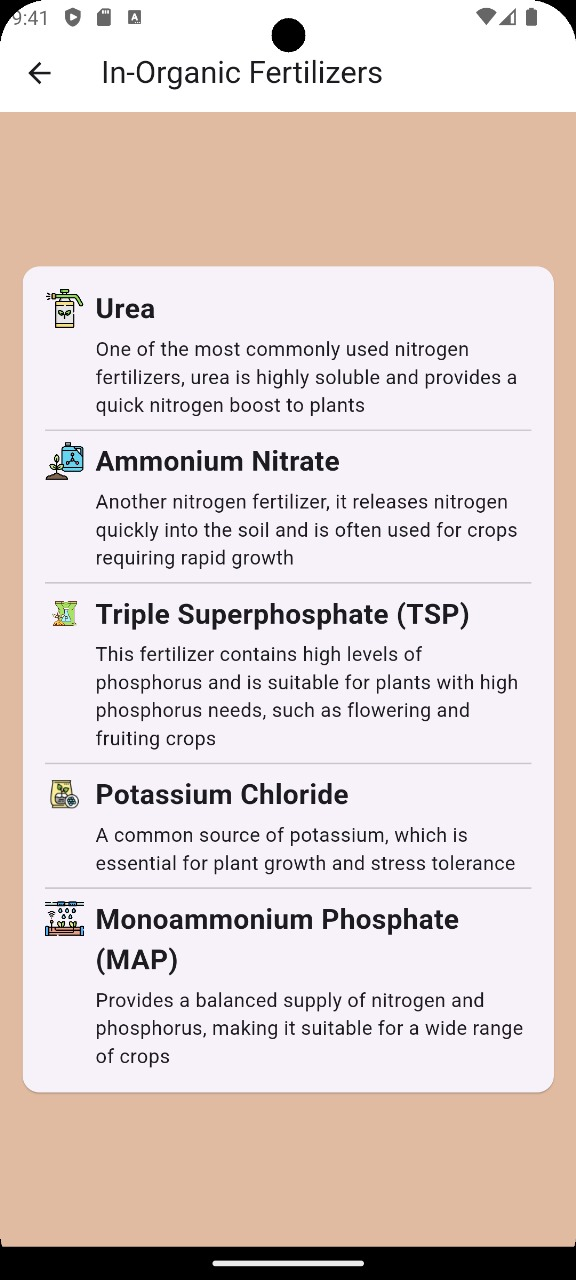 9:41
In-Organic Fertilizers
Urea
One of the most commonly used nitrogen
fertilizers, urea is highly soluble and provides a
quick nitrogen boost to plants
Ammonium Nitrate
Another nitrogen fertilizer, it releases nitrogen
quickly into the soil and is often used for crops
requiring rapid growth
Triple Superphosphate (TSP)
This fertilizer contains high levels of
phosphorus and is suitable for plants with high
phosphorus needs, such as flowering and
fruiting crops
Potassium Chloride
A common source of potassium, which is
essential for plant growth and stress tolerance
Monoammonium Phosphate
(MAP)
Provides a balanced supply of nitrogen and
phosphorus, making it suitable for a wide range
of crops